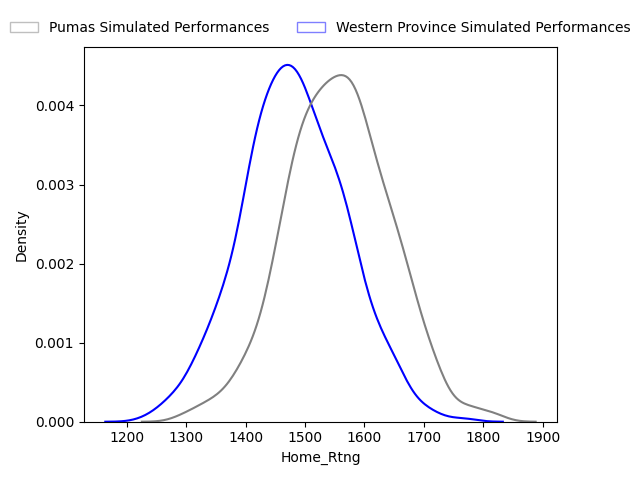 Pumas Simulated Performances
Western Province Simulated Performances
0.004
0.003
0.002
0.001
0.000
Density
1200 1300 1400 1500 1600 1700 1800 1900
Home_Rtng